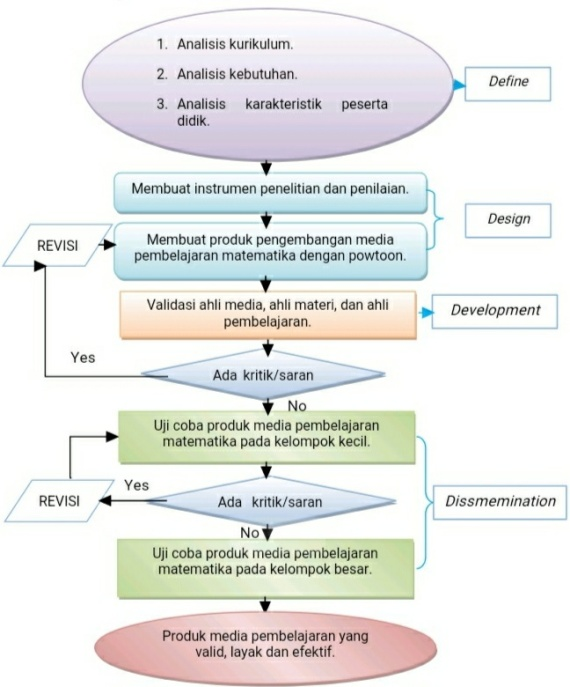 1. Analisis kurikulum.
2. Analisis kebutuhan.
3. Analisis karakteristik peserta
didik.
Define
Membuat instrumen penelitian dan penilaian.
Design
REVISI
Membuat produk pengembangan media
pembelajaran matematika dengan powtoon.
Validasi ahli media, ahli materi, dan ahli
pembelajaran.
Development
Yes
Ada kritik/saran
No
Uji coba produk media pembelajaran
matematika pada kelompok kecil.
Yes
REVISI
Ada kritik/saran
Dissmemination
No
Uji coba produk media pembelajaran
matematika pada kelompok besar.
Produk media pembelajaran yang
valid, layak dan efektif.